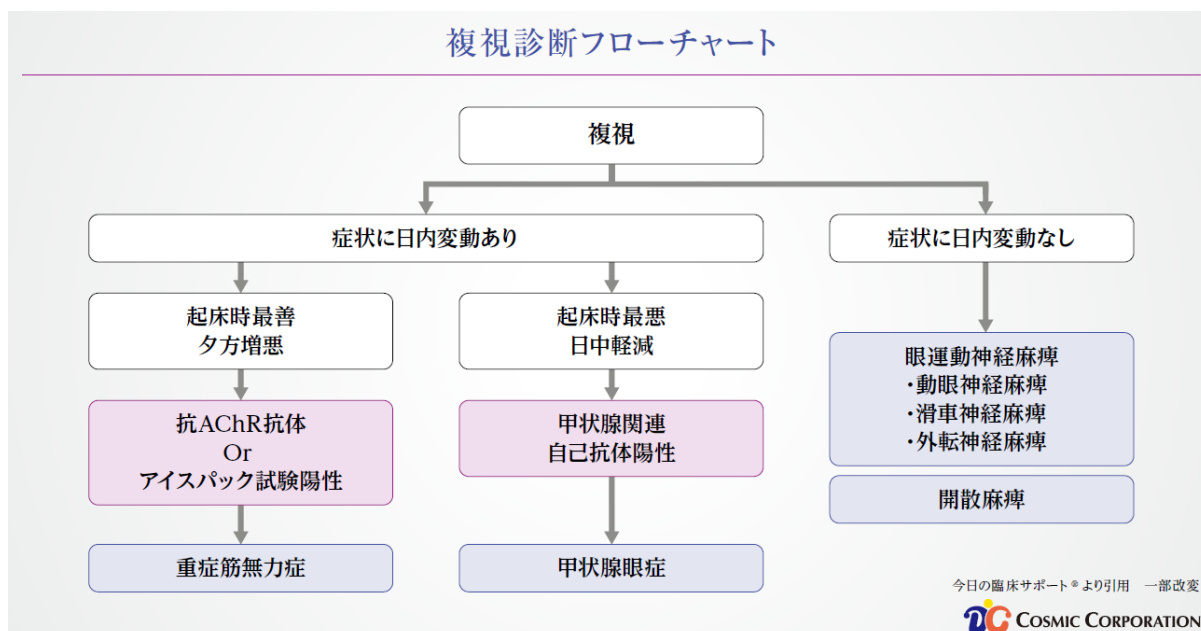 複視診断フローチャート
複視
症状に日内変動あり
症状に日内変動なし
起床時最善
夕方増悪
起床時最悪
日中軽減
眼運動神経麻痺
・動眼神経麻痺
・滑車神経麻痺
・外転神経麻痺
抗AChR抗体
Or
アイスパック試験陽性
甲状腺関連
自己抗体陽性
開散麻痺
重症筋無力症
甲状腺眼症
今日の臨床サポート®より引用　一部改変
COSMIC CORPORATION